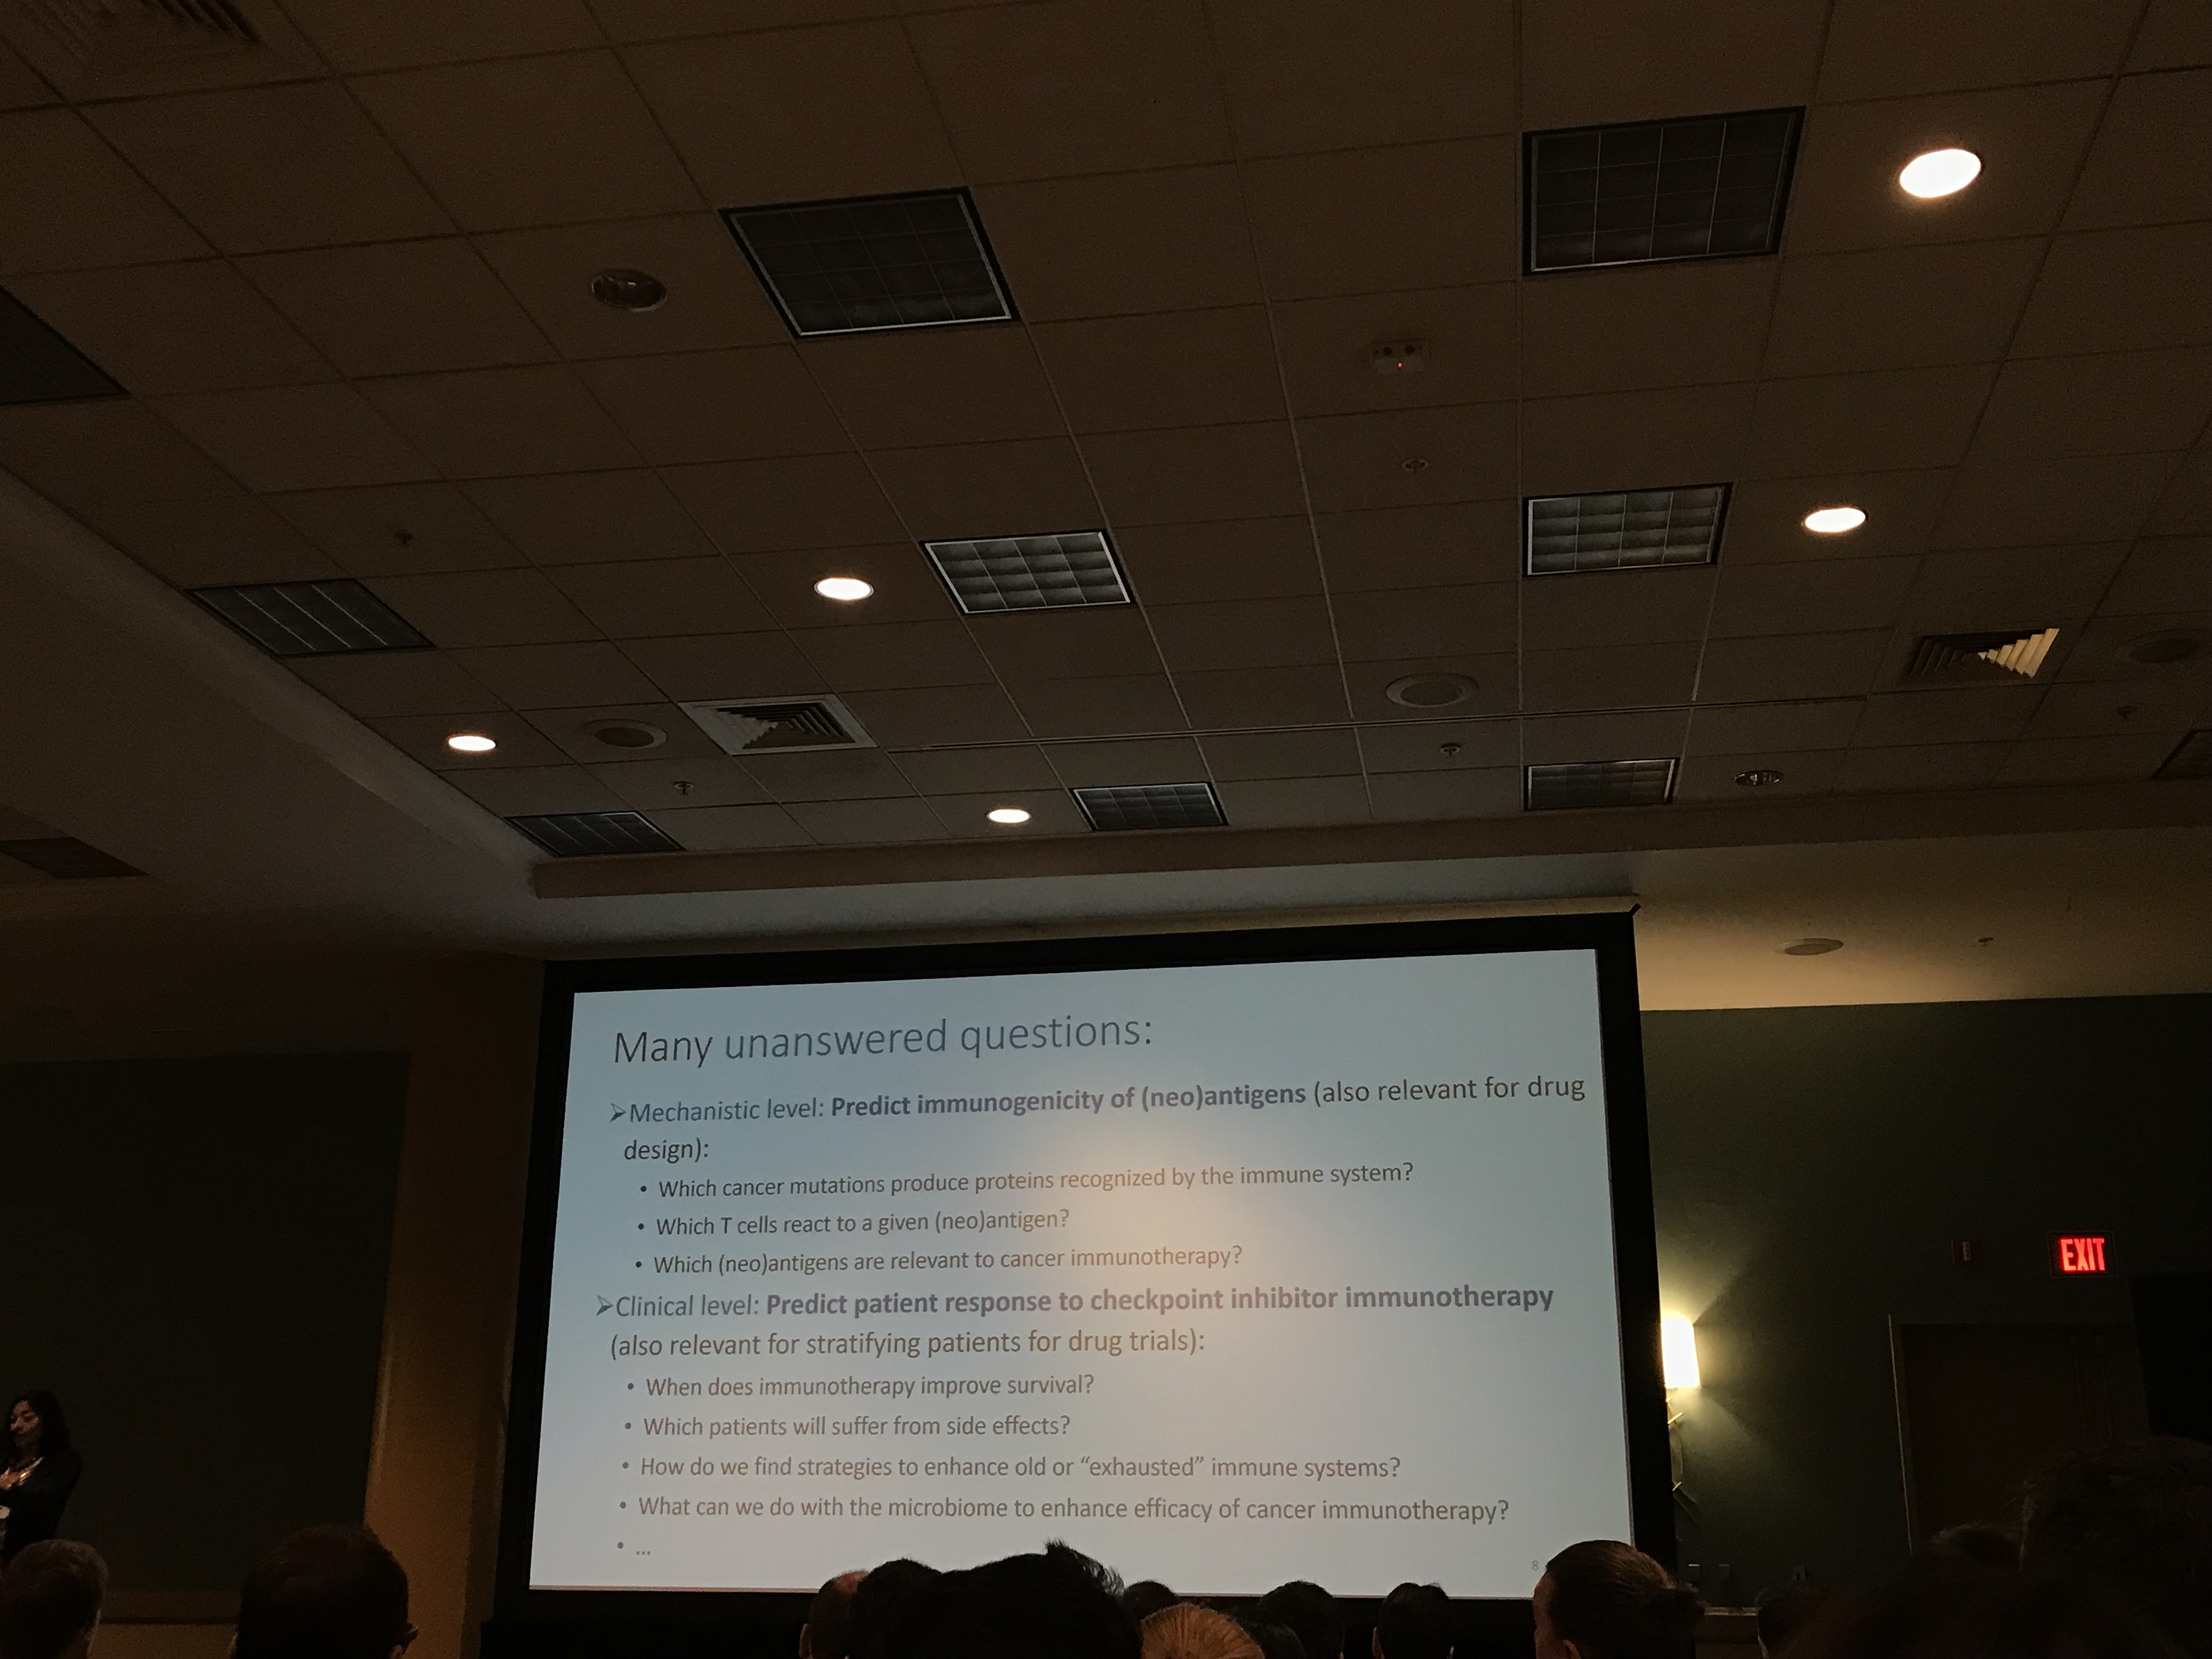 Many unanswered questions:
➢Mechanistic level: Predict immunogenicity of (neo)antigens (also relevant for drug
design):
• Which cancer mutations produce proteins recognized by the immune system?
• Which T cells react to a given (neo)antigen?
• Which (neo)antigens are relevant to cancer immunotherapy?
➢Clinical level: Predict patient response to checkpoint inhibitor immunotherapy
(also relevant for stratifying patients for drug trials):
• When does immunotherapy improve survival?
• Which patients will suffer from side effects?
• How do we find strategies to enhance old or “exhausted” immune systems?
• What can we do with the microbiome to enhance efficacy of cancer immunotherapy?
• ...
8
EXIT